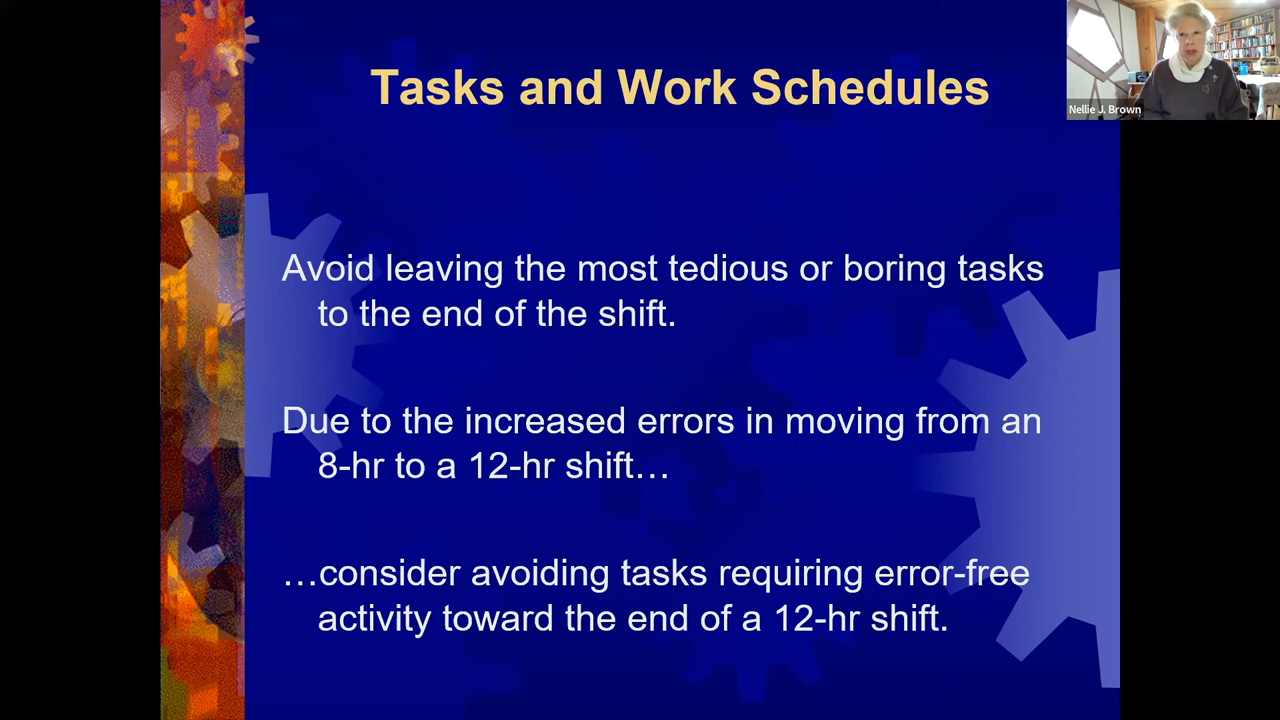 Tasks and Work Schedules
Nellie J. Brown
Avoid leaving the most tedious or boring tasks
to the end of the shift.
Due to the increased errors in moving from an
8-hr to a 12-hr shift…
…consider avoiding tasks requiring error-free
activity toward the end of a 12-hr shift.